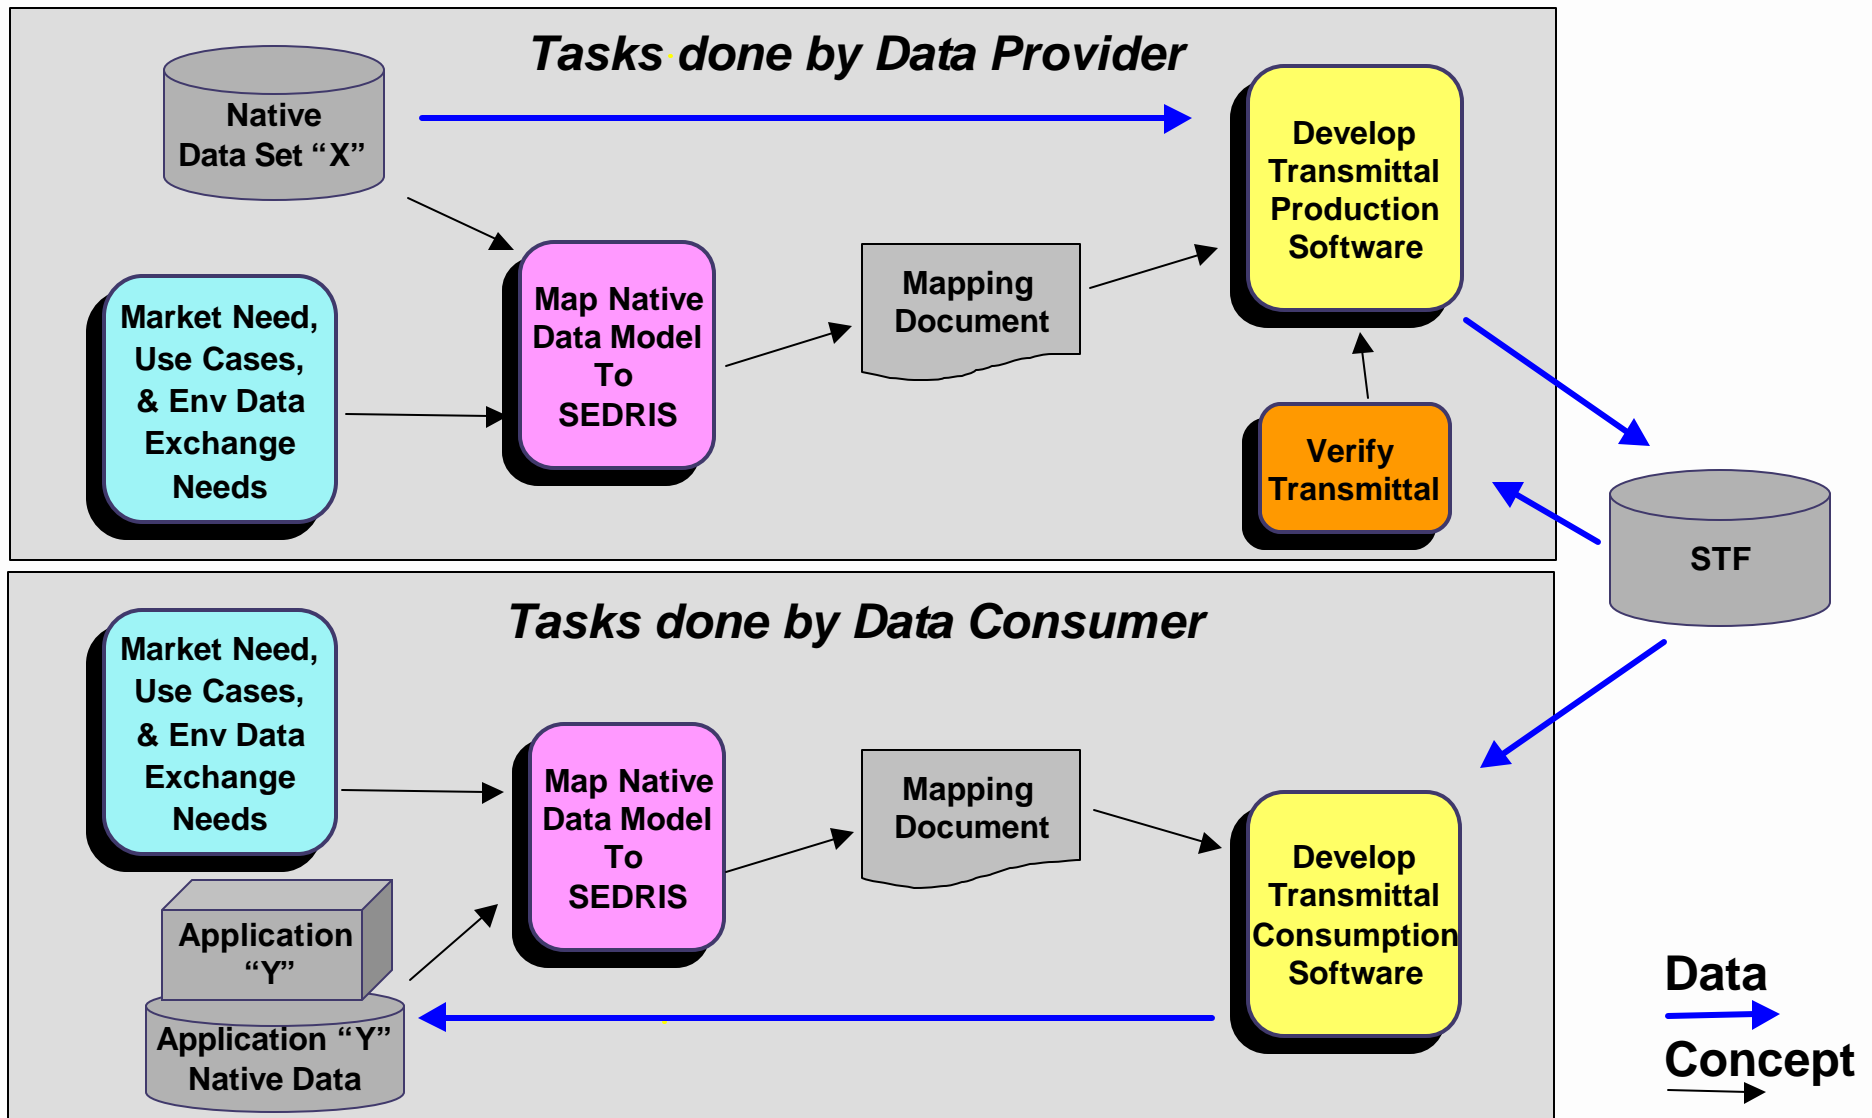 Tasks done by Data Provider
Native
Data Set “X”
Market Need,
Use Cases,
& Env Data
Exchange
Needs
Map Native
Data Model
To
SEDRIS
Mapping
Document
Develop
Transmittal
Production
Software
Verify
Transmittal
STF
Tasks done by Data Consumer
Market Need,
Use Cases,
& Env Data
Exchange
Needs
Application
“Y”
Application “Y”
Native Data
Map Native
Data Model
To
SEDRIS
Mapping
Document
Develop
Transmittal
Consumption
Software
Data
Concept